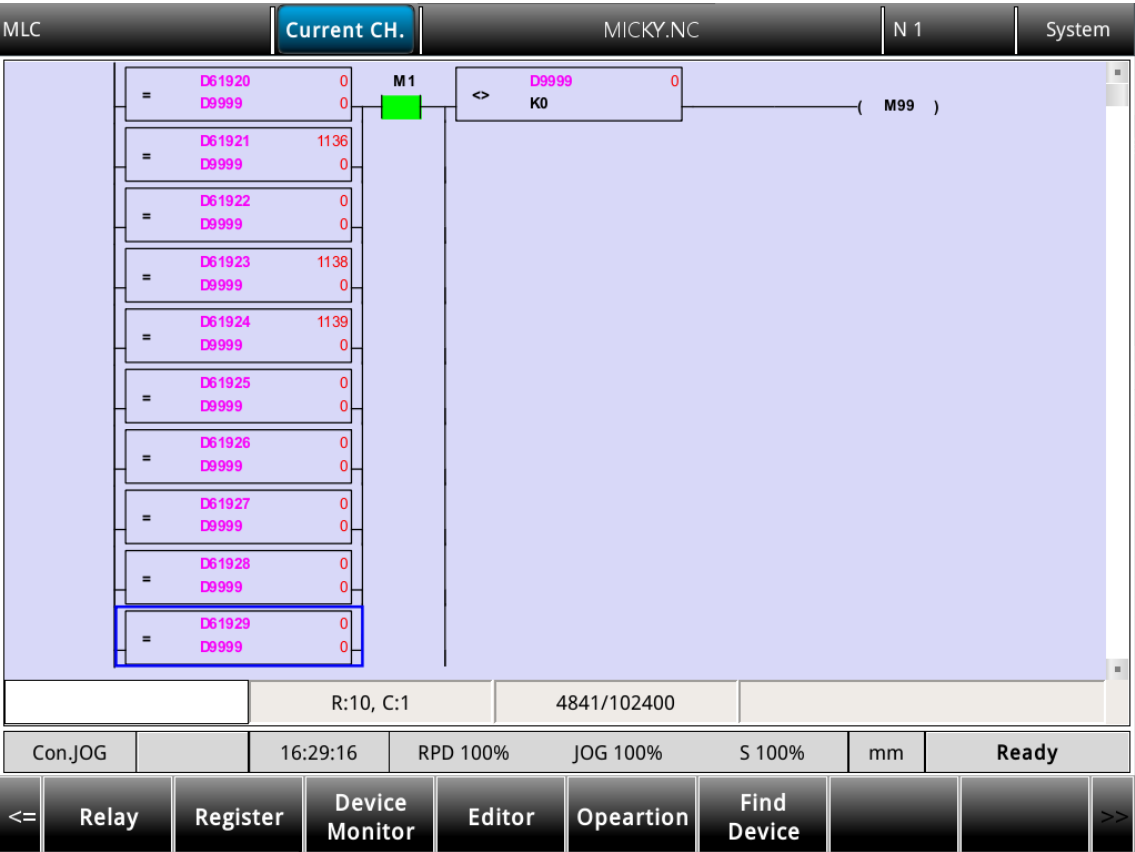 MLC Current CH. MICKY.NC N 1 System
D61920 0 M1 D9999 0
= D9999 0 <> K0 ( M99 )
D61921 1136
= D9999 0
D61922 0
= D9999 0
D61923 1138
= D9999 0
D61924 1139
= D9999 0
D61925 0
= D9999 0
D61926 0
= D9999 0
D61927 0
= D9999 0
D61928 0
= D9999 0
D61929 0
= D9999 0
R:10, C:1 4841/102400
Con.JOG 16:29:16 RPD 100% JOG 100% S 100% mm Ready
<= Relay Register Device Monitor Editor Opeartion Find Device >>